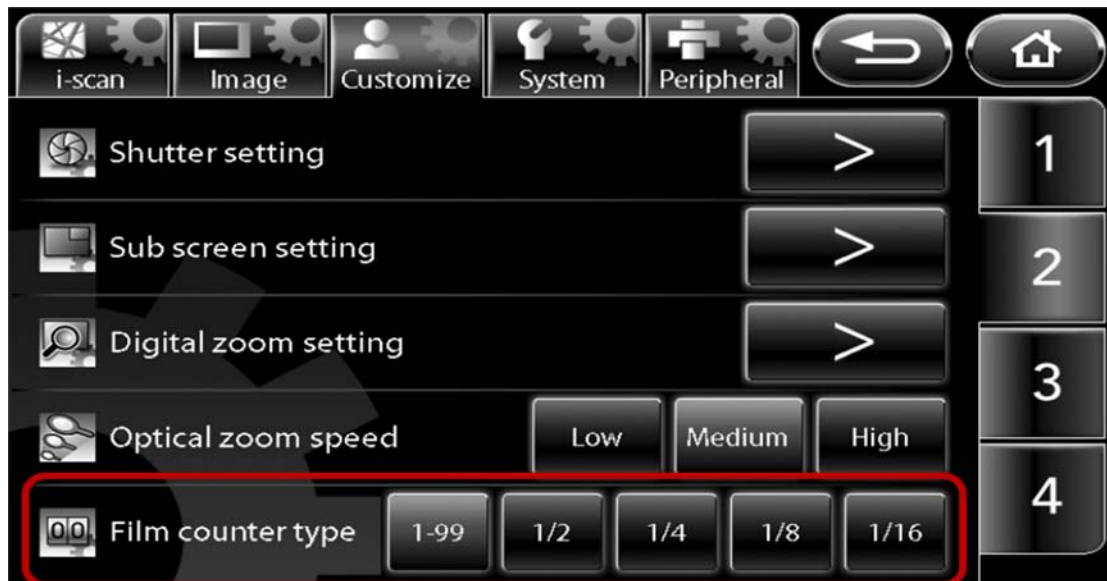 i-scan Image Customize System Peripheral
Shutter setting > 1
Sub screen setting > 2
Digital zoom setting > 3
Optical zoom speed Low Medium High
Film counter type 1-99 1/2 1/4 1/8 1/16 4
00